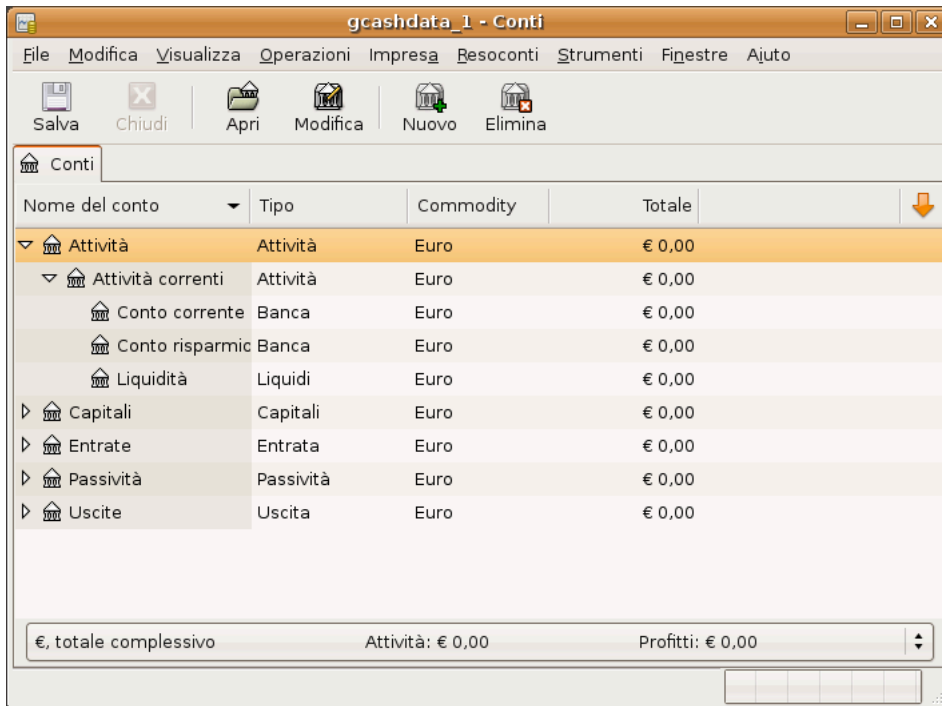 gcashdata_1 - Conti
File Modifica Visualizza Operazioni Impresa Resoconti Strumenti Finestre Aiuto
Salva Chiudi Apri Modifica Nuovo Elimina
Conti
Nome del conto Tipo Commodity Totale
Attività Attività Euro € 0,00
Attività correnti Attività Euro € 0,00
Conto corrente Banca Euro € 0,00
Conto risparmio Banca Euro € 0,00
Liquidità Liquidi Euro € 0,00
Capitali Capitali Euro € 0,00
Entrate Entrata Euro € 0,00
Passività Passività Euro € 0,00
Uscite Uscita Euro € 0,00
€, totale complessivo Attività: € 0,00 Profitti: € 0,00